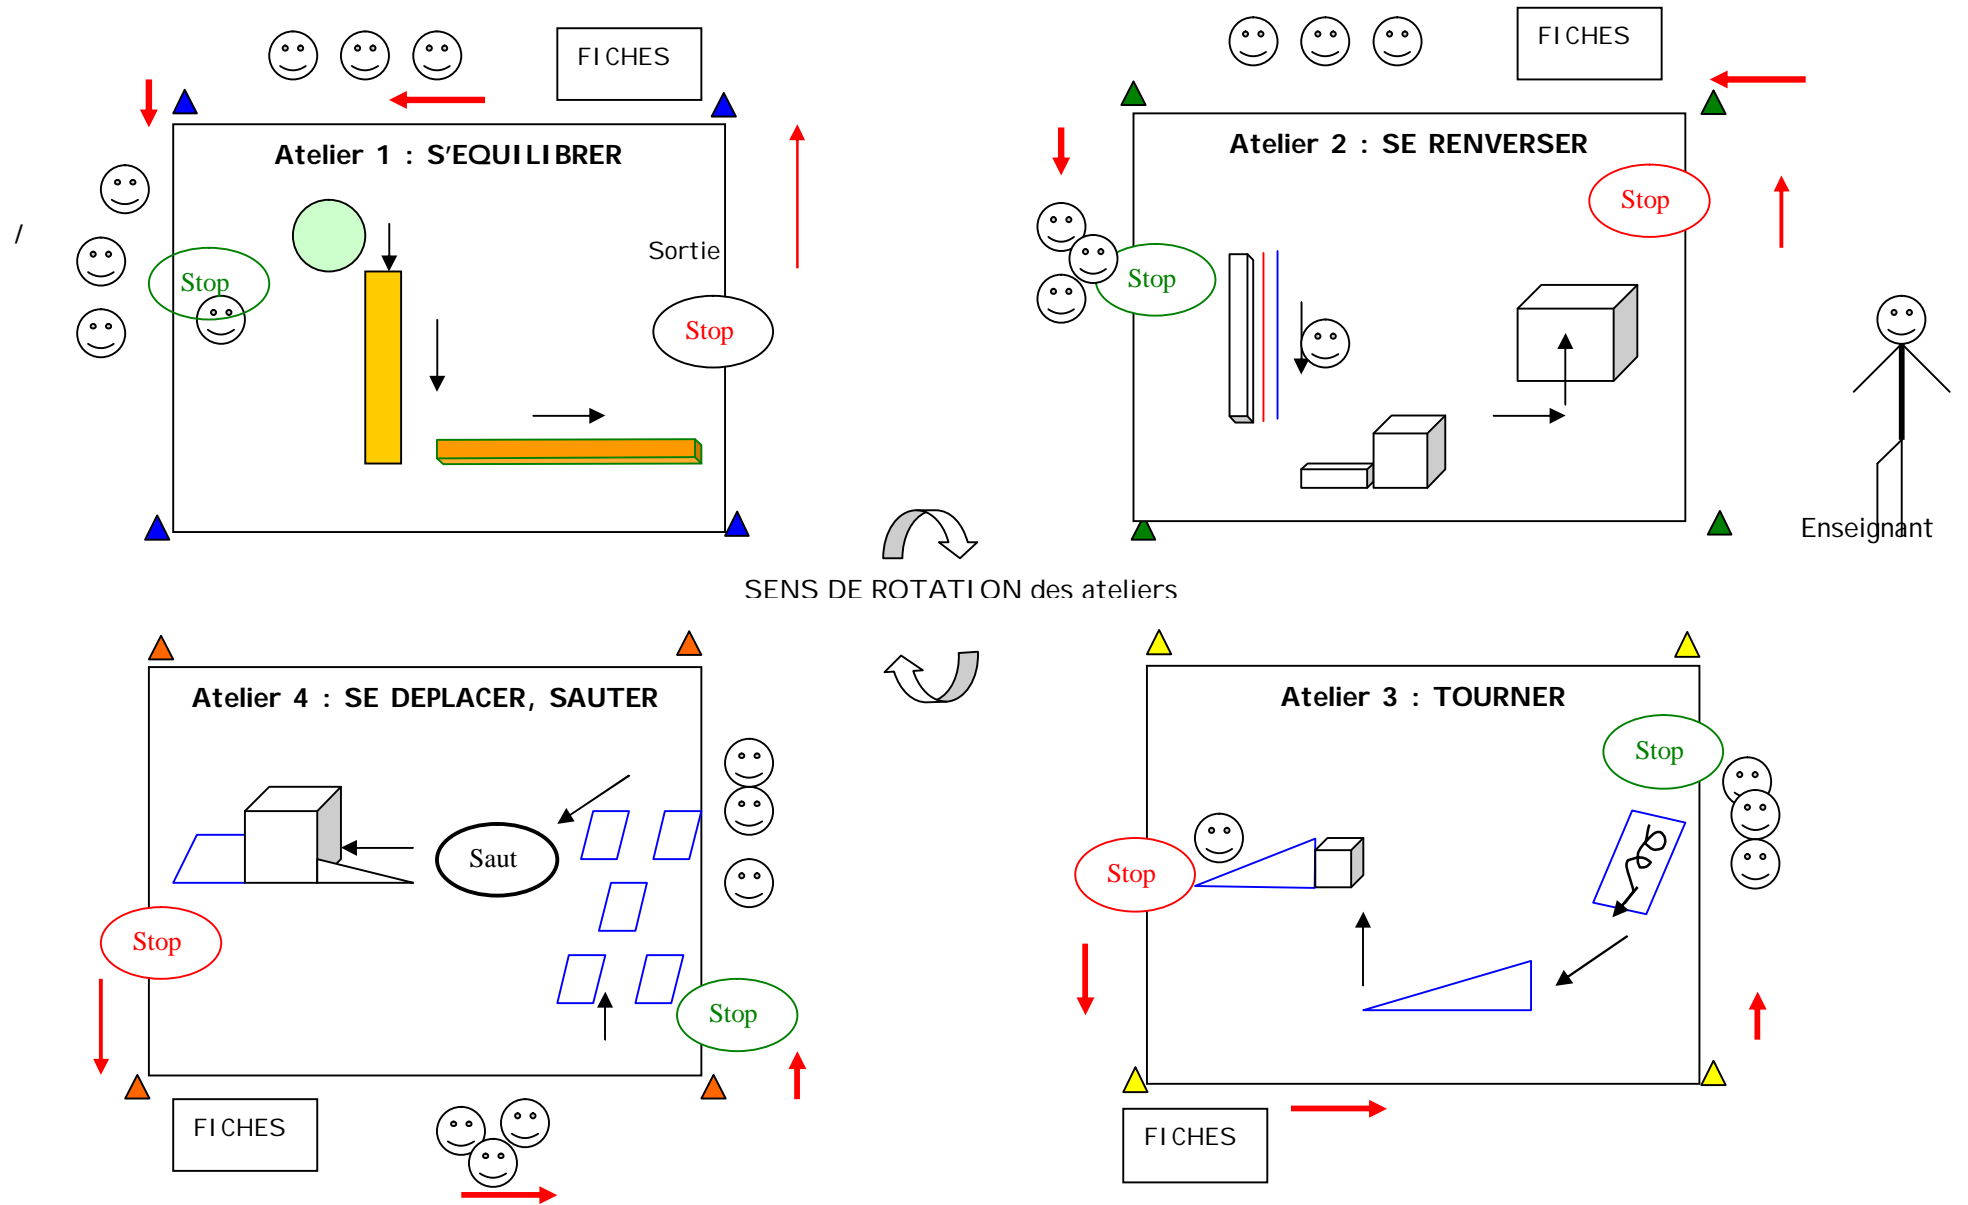 FICHES
FICHES
Atelier 1 : S'EQUILIBRER
Atelier 2 : SE RENVERSER
Stop
/
Sortie
Stop
Stop
Stop
Enseignant
SENS DE ROTATION des ateliers
Atelier 4 : SE DEPLACER, SAUTER
Atelier 3 : TOURNER
Stop
Saut
Stop
Stop
Stop
FICHES
FICHES